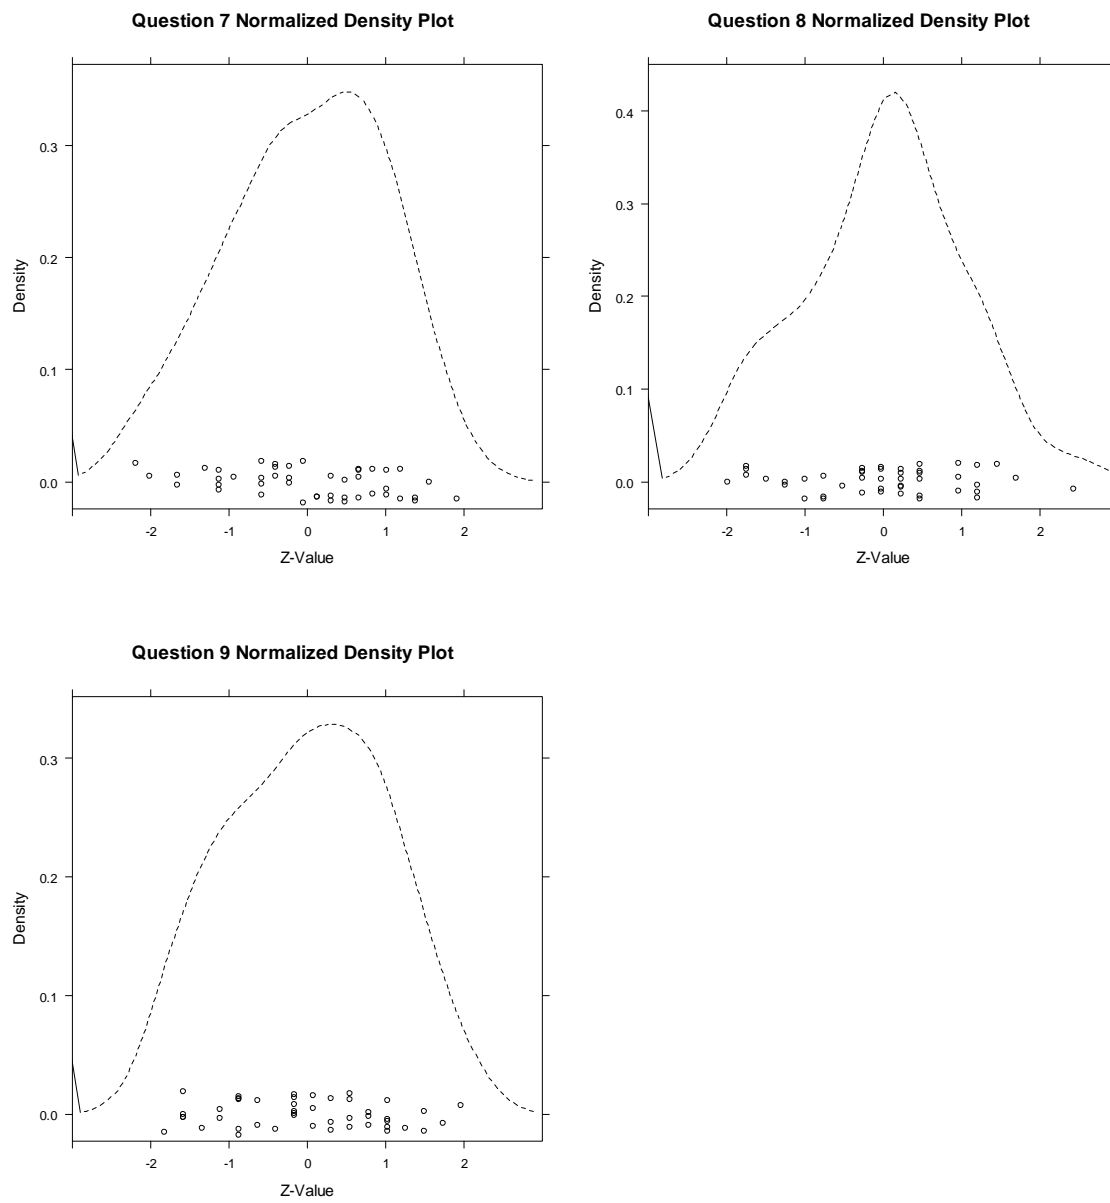 Question 7 Normalized Density Plot
0.3
0.2
0.1
0.0
Density
-2 -1 0 1 2
Z-Value
Question 8 Normalized Density Plot
0.4
0.3
0.2
0.1
0.0
Density
-2 -1 0 1 2
Z-Value
Question 9 Normalized Density Plot
0.3
0.2
0.1
0.0
Density
-2 -1 0 1 2
Z-Value